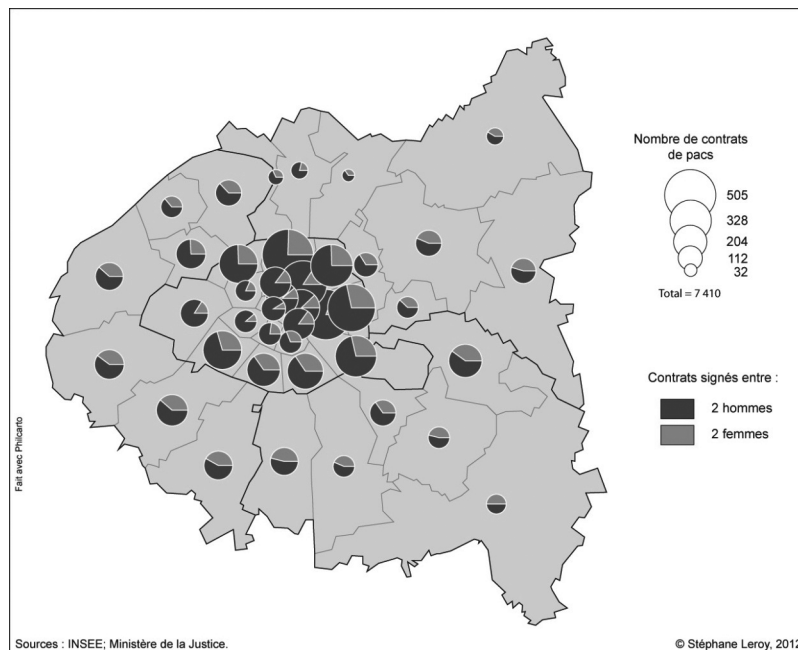 Nombre de contrats
de pacs
505
328
204
112
32
Total = 7 410
Contrats signés entre :
2 hommes
2 femmes
Fait avec Philcarto
Sources : INSEE; Ministère de la Justice.
© Stéphane Leroy, 2012